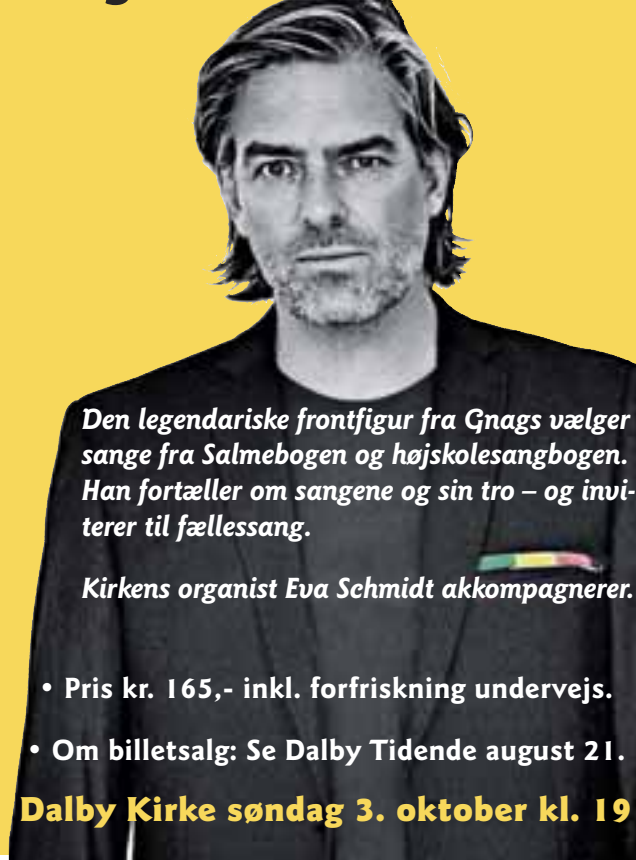 Den legendariske frontfigur fra Gnags vælger
sange fra Salmebogen og højskolesangbogen.
Han fortæller om sangene og sin tro – og invi-
terer til fællessang.
Kirkens organist Eva Schmidt akkompagnerer.
• Pris kr. 165,- inkl. forfriskning undervejs.
• Om billetsalg: Se Dalby Tidende august 21.
Dalby Kirke søndag 3. oktober kl. 19